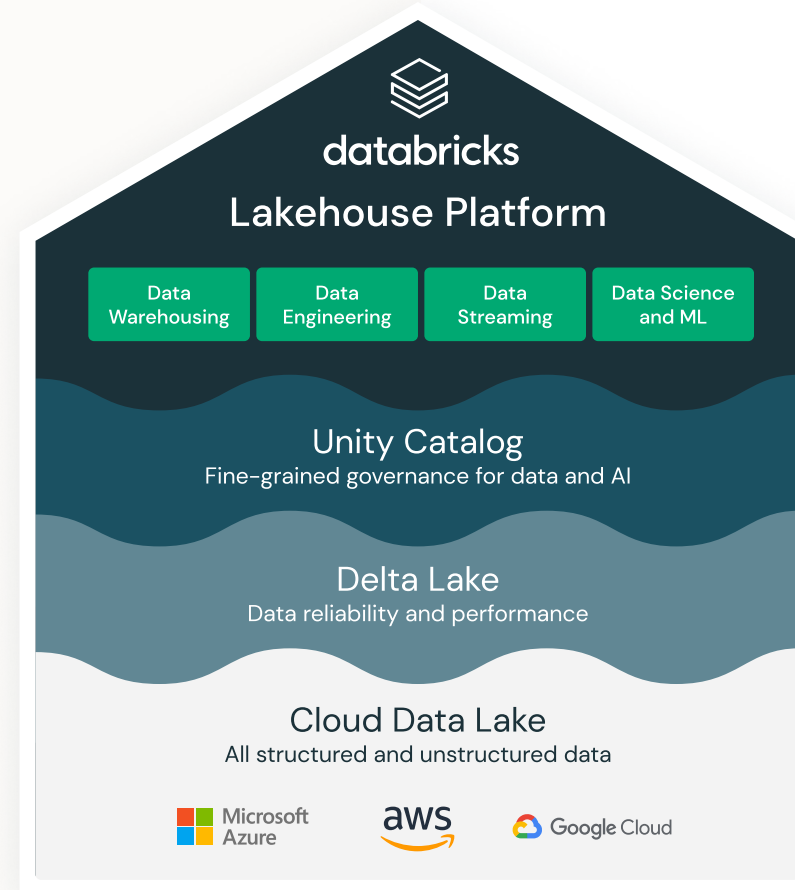 databricks
Lakehouse Platform
Data
Warehousing
Data
Engineering
Data
Streaming
Data Science
and ML
Unity Catalog
Fine-grained governance for data and AI
Delta Lake
Data reliability and performance
Cloud Data Lake
All structured and unstructured data
Microsoft
Azure
aws
Google Cloud